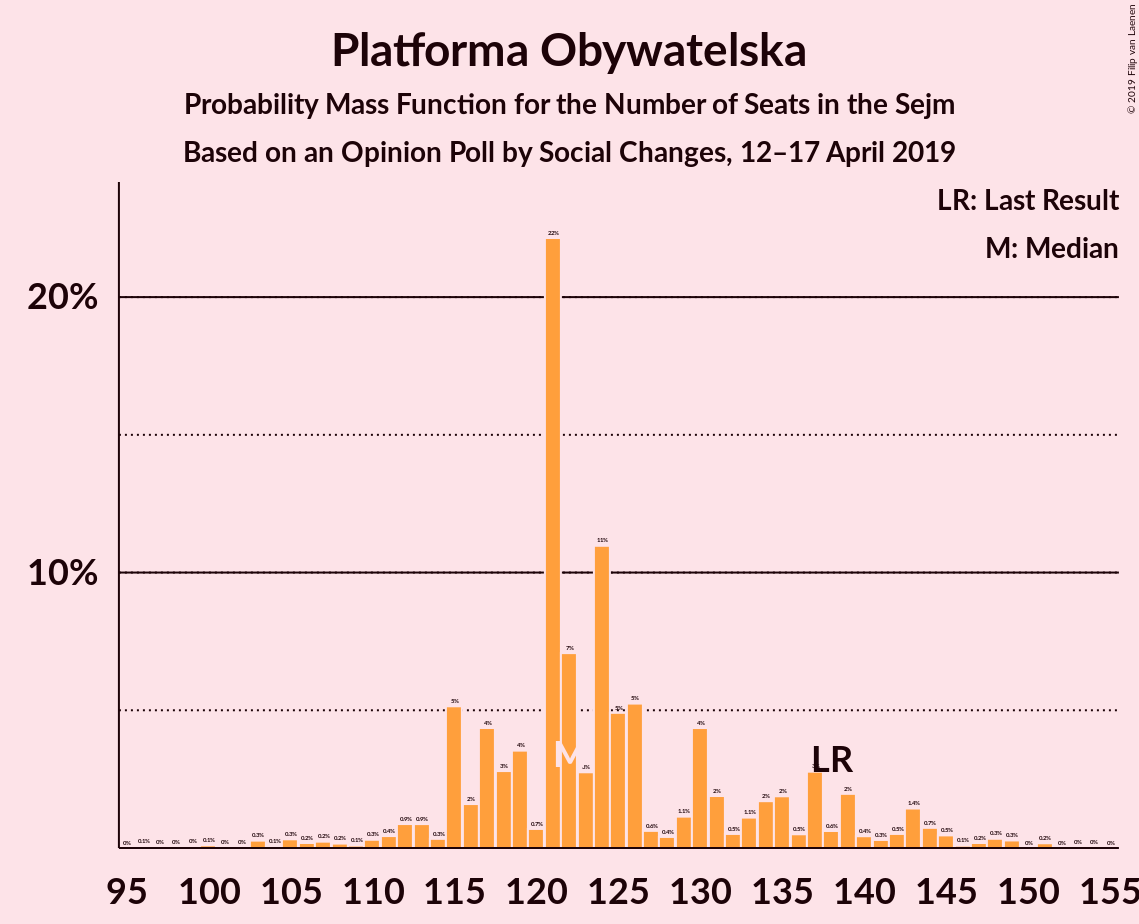 © 2019 Filip van Laenen
Platforma Obywatelska
Probability Mass Function for the Number of Seats in the Sejm
Based on an Opinion Poll by Social Changes, 12–17 April 2019
LR: Last Result
M: Median
20%
10%
0% 0.1% 0% 0% 0% 0.1% 0% 0% 0.3% 0.1% 0.3% 0.2% 0.2% 0.2% 0.1% 0.3% 0.4% 0.9% 0.9% 0.3% 5% 2% 4% 3% 4% 0.7% 22% 7% 11% 5% 5% 0.6% 0.4% 1.1% 4% 2% 0.5% 1.1% 2% 2% 0.5% 0.6% 2% 0.4% 0.3% 0.5% 1.4% 0.7% 0.5% 0.1% 0.2% 0.3% 0.3% 0% 0.2% 0% 0% 0% 0%
M
LR
95 100 105 110 115 120 125 130 135 140 145 150 155